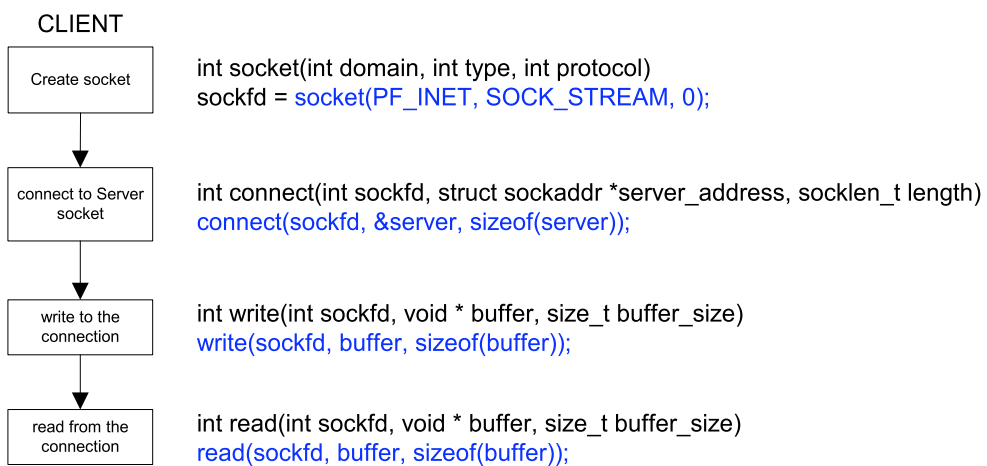 CLIENT
Create socket
int socket(int domain, int type, int protocol)
sockfd = socket(PF_INET, SOCK_STREAM, 0);
connect to Server
socket
int connect(int sockfd, struct sockaddr *server_address, socklen_t length)
connect(sockfd, &server, sizeof(server));
write to the
connection
int write(int sockfd, void * buffer, size_t buffer_size)
write(sockfd, buffer, sizeof(buffer));
read from the
connection
int read(int sockfd, void * buffer, size_t buffer_size)
read(sockfd, buffer, sizeof(buffer));